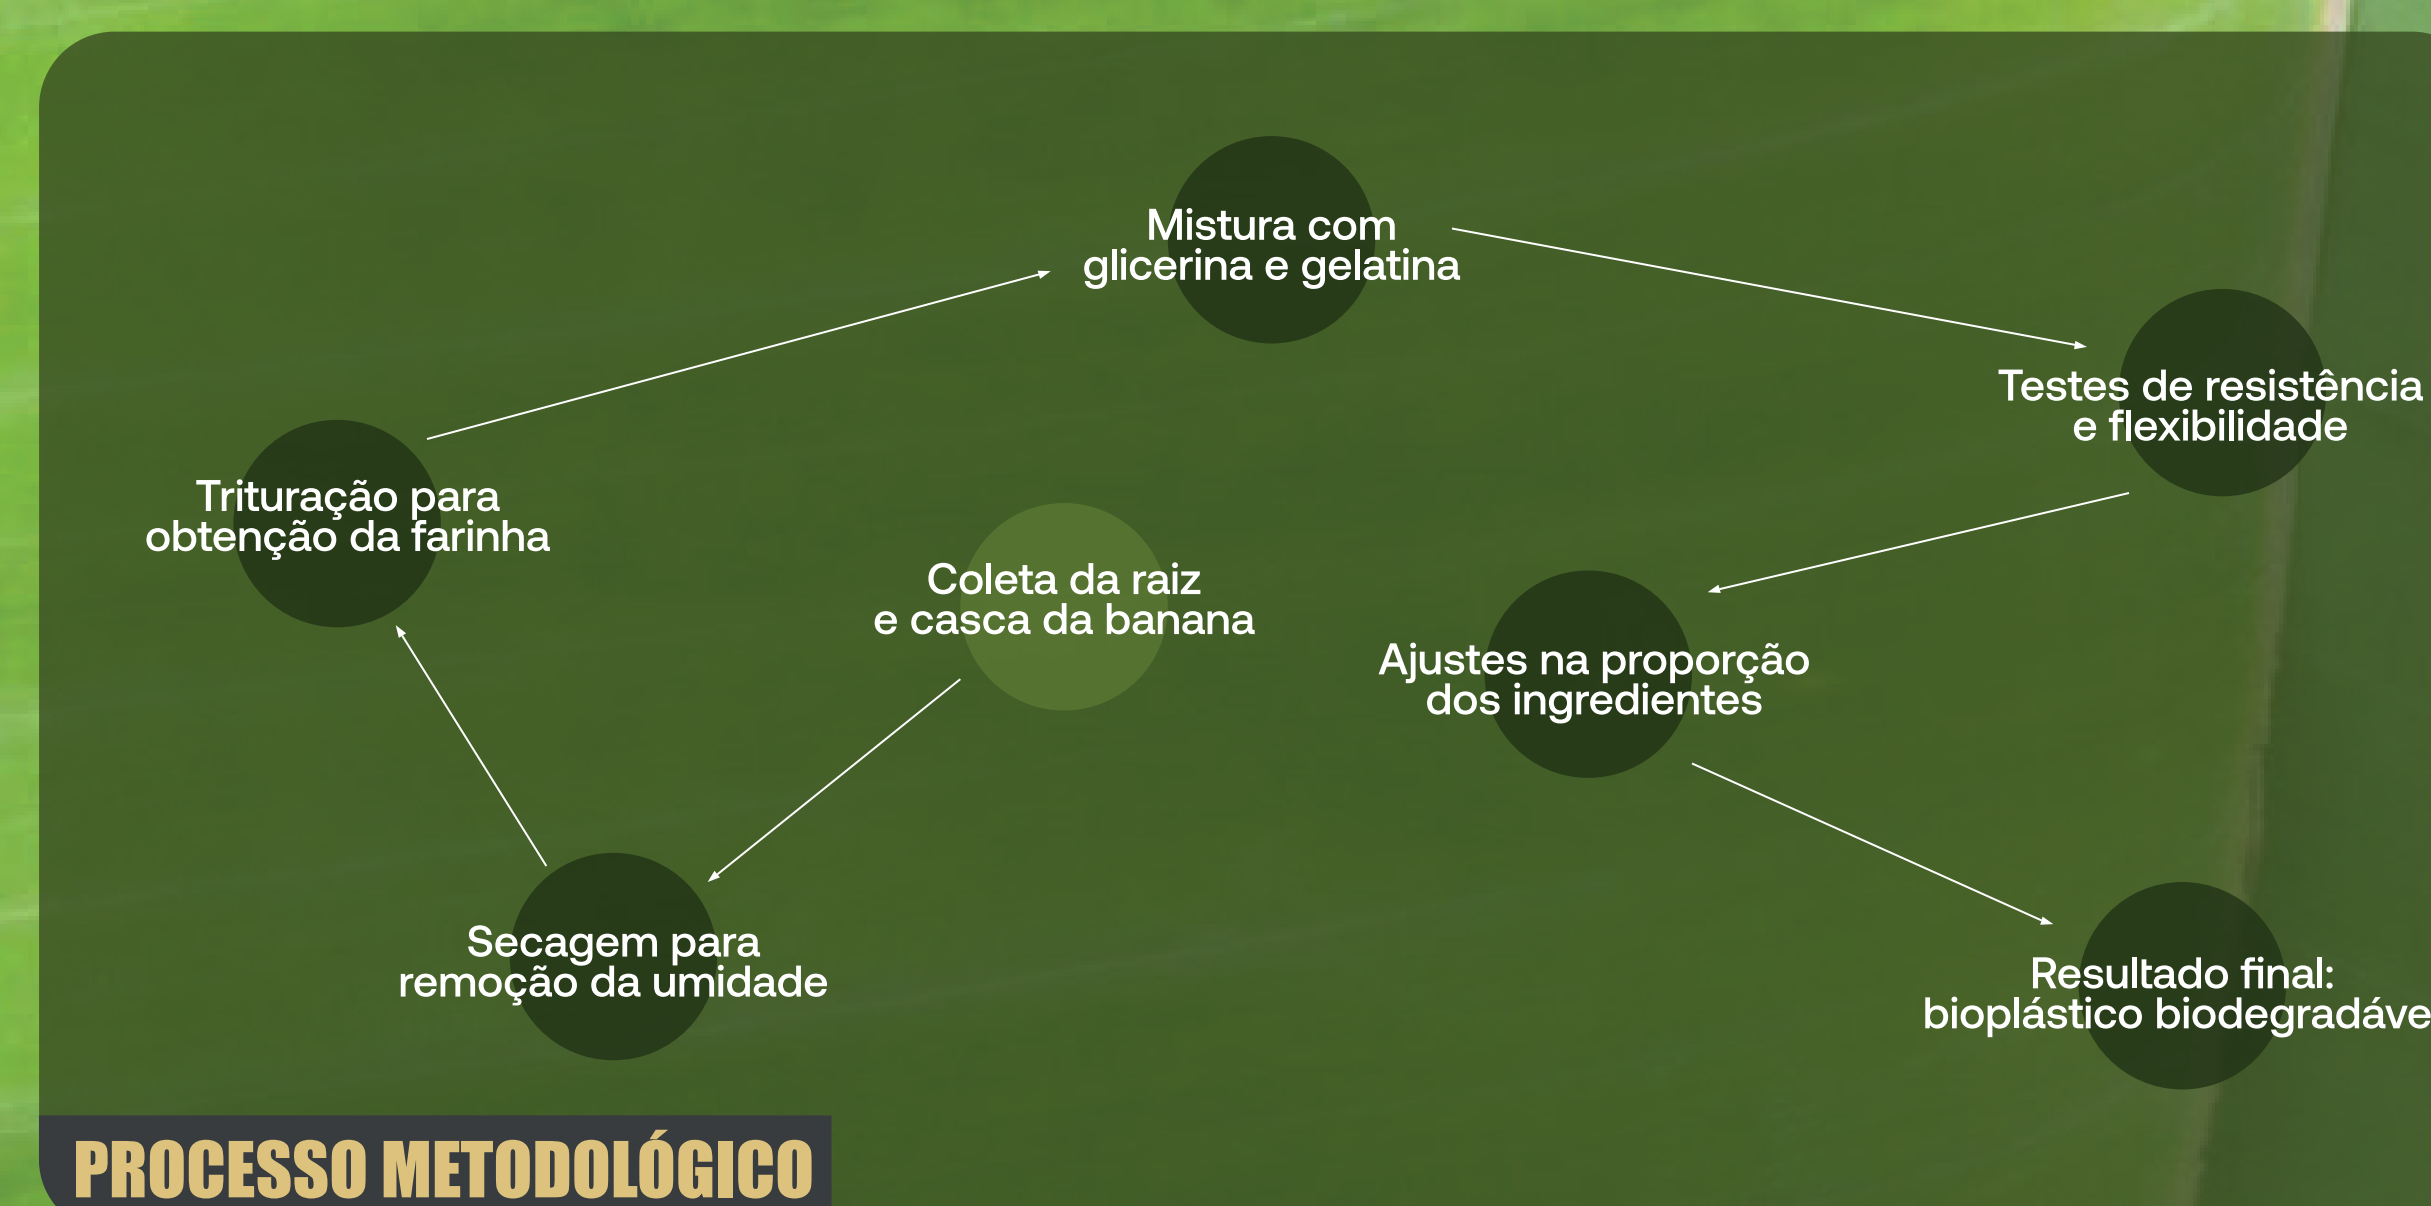 Mistura com
glicerina e gelatina
Testes de resistência
e flexibilidade
Trituração para
obtenção da farinha
Coleta da raiz
e casca da banana
Ajustes na proporção
dos ingredientes
Secagem para
remoção da umidade
Resultado final:
bioplástico biodegradáve
PROCESSO METODOLÓGICO